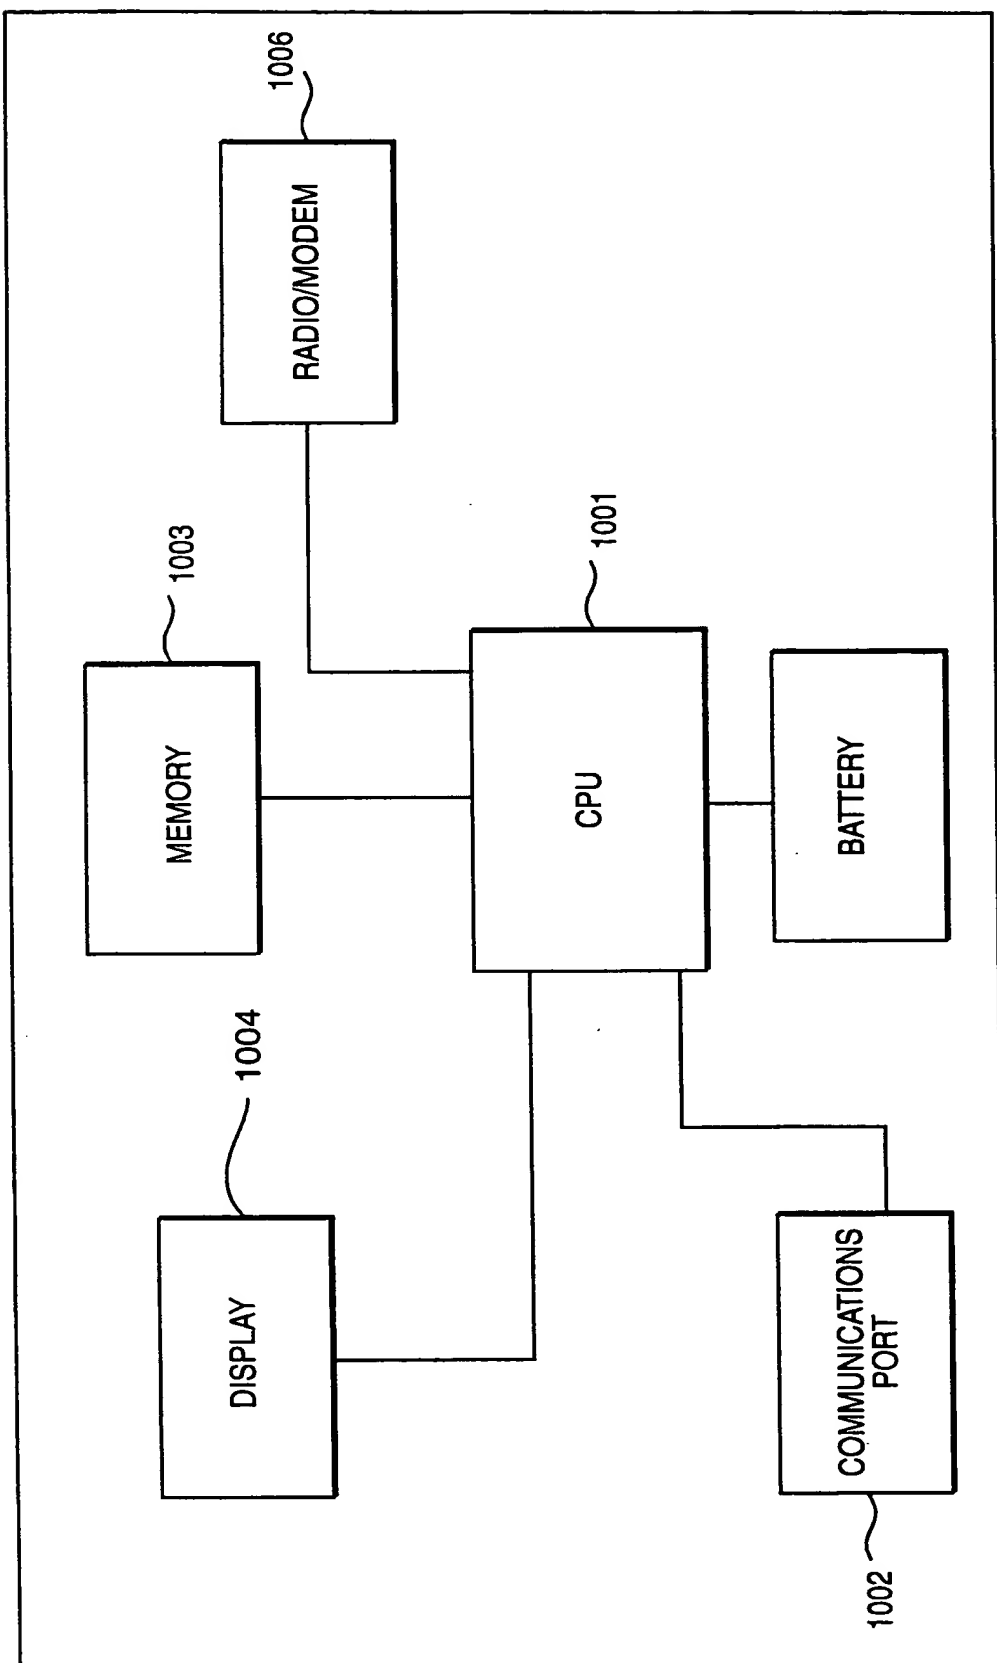 1004
DISPLAY
1003
MEMORY
1006
RADIO/MODEM
1001
CPU
1002
COMMUNICATIONS
PORT
BATTERY